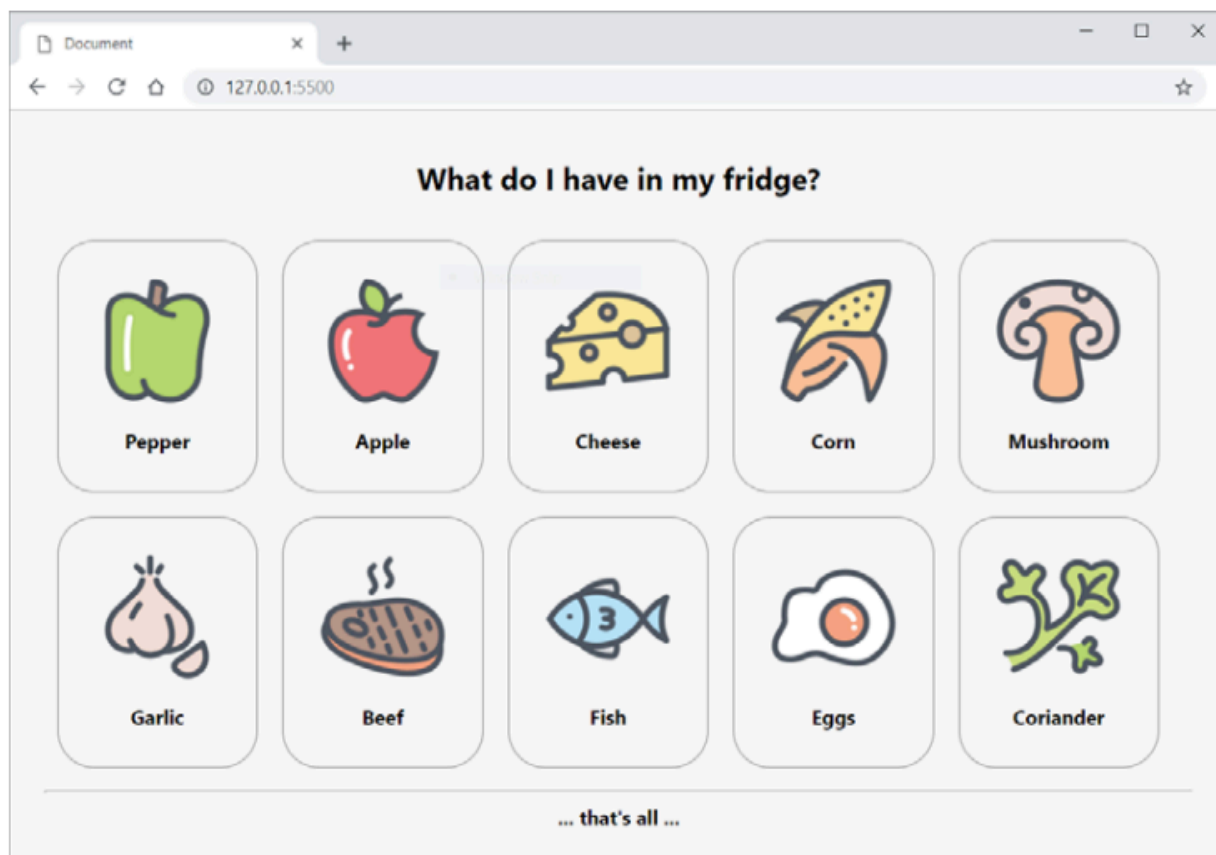 Document
127.0.0.1:5500
What do I have in my fridge?
Pepper
Apple
Cheese
Corn
Mushroom
3
Garlic
Beef
Fish
Eggs
Coriander
... that's all ...